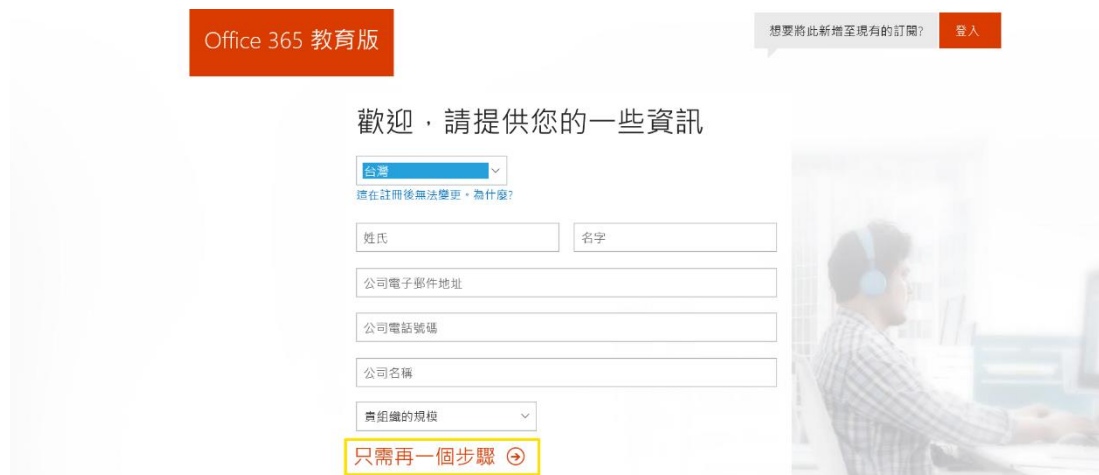 Office 365 教育版
想要將此新增至現有的訂閱?
登入
歡迎，請提供您的一些資訊
台灣
這在註冊後無法變更。為什麼?
姓氏
名字
公司電子郵件地址
公司電話號碼
公司名稱
貴組織的規模
只需再一個步驟